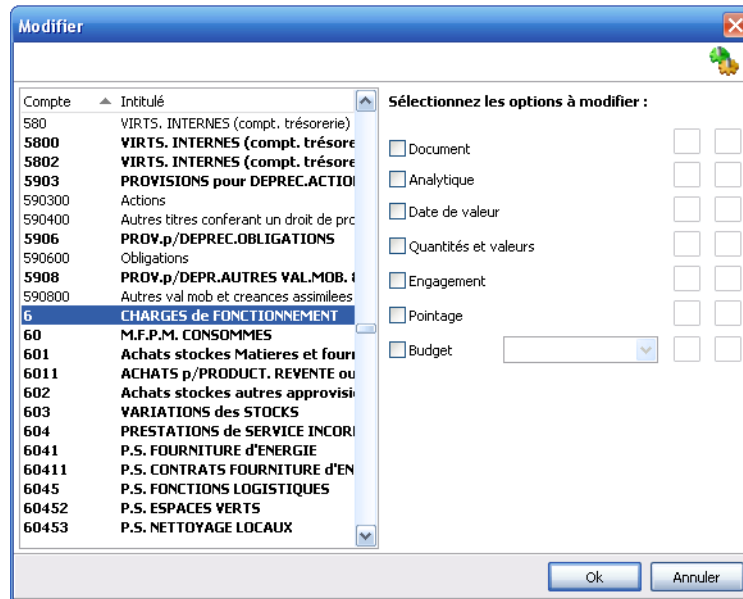 Modifier
Compte Intitulé
580 VIRTS. INTERNES (compt. trésorerie)
5800 VIRTS. INTERNES (compt. trésore
5802 VIRTS. INTERNES (compt. trésore
5903 PROVISIONS pour DEPREC.ACTIO
590300 Actions
590400 Autres titres conferant un droit de prc
5906 PROV.p/DEPREC.OBLIGATIONS
590600 Obligations
5908 PROV.p/DEPR.AUTRES VAL.MOB. &
590800 Autres val mob et creances assimilees
6 CHARGES de FONCTIONNEMENT
60 M.F.P.M. CONSOMMES
601 Achats stockes Matieres et fourr
6011 ACHATS p/PRODUCT. REVENTE ou
602 Achats stockes autres approvisi
603 VARIATIONS des STOCKS
604 PRESTATIONS de SERVICE INCORI
6041 P.S. FOURNITURE d'ENERGIE
60411 P.S. CONTRATS FOURNITURE d'EN
6045 P.S. FONCTIONS LOGISTIQUES
60452 P.S. ESPACES VERTS
60453 P.S. NETTOYAGE LOCAUX
Sélectionnez les options à modifier :
Document
Analytique
Date de valeur
Quantités et valeurs
Engagement
Pointage
Budget
Ok Annuler